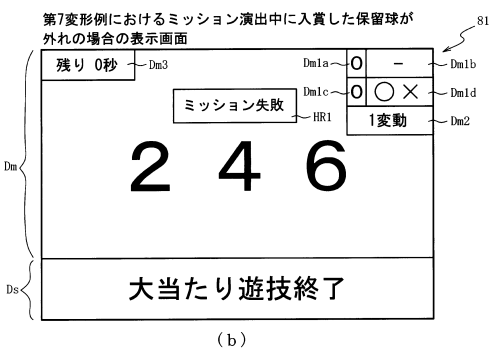 第7変形例におけるミッション演出中に入賞した保留球が
外れの場合の表示画面
81
残り 0秒
Dm3
Dm1a
0
−
Dm1b
Dm1c
0
○ ×
Dm1d
ミッション失敗
HR1
1変動
Dm2
Dm
2 4 6
Ds
大当たり遊技終了
(b)